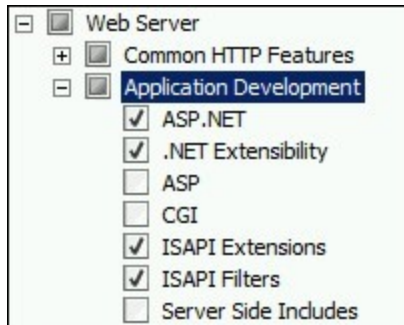 Web Server
Common HTTP Features
Application Development
ASP.NET
.NET Extensibility
ASP
CGI
ISAPI Extensions
ISAPI Filters
Server Side Includes